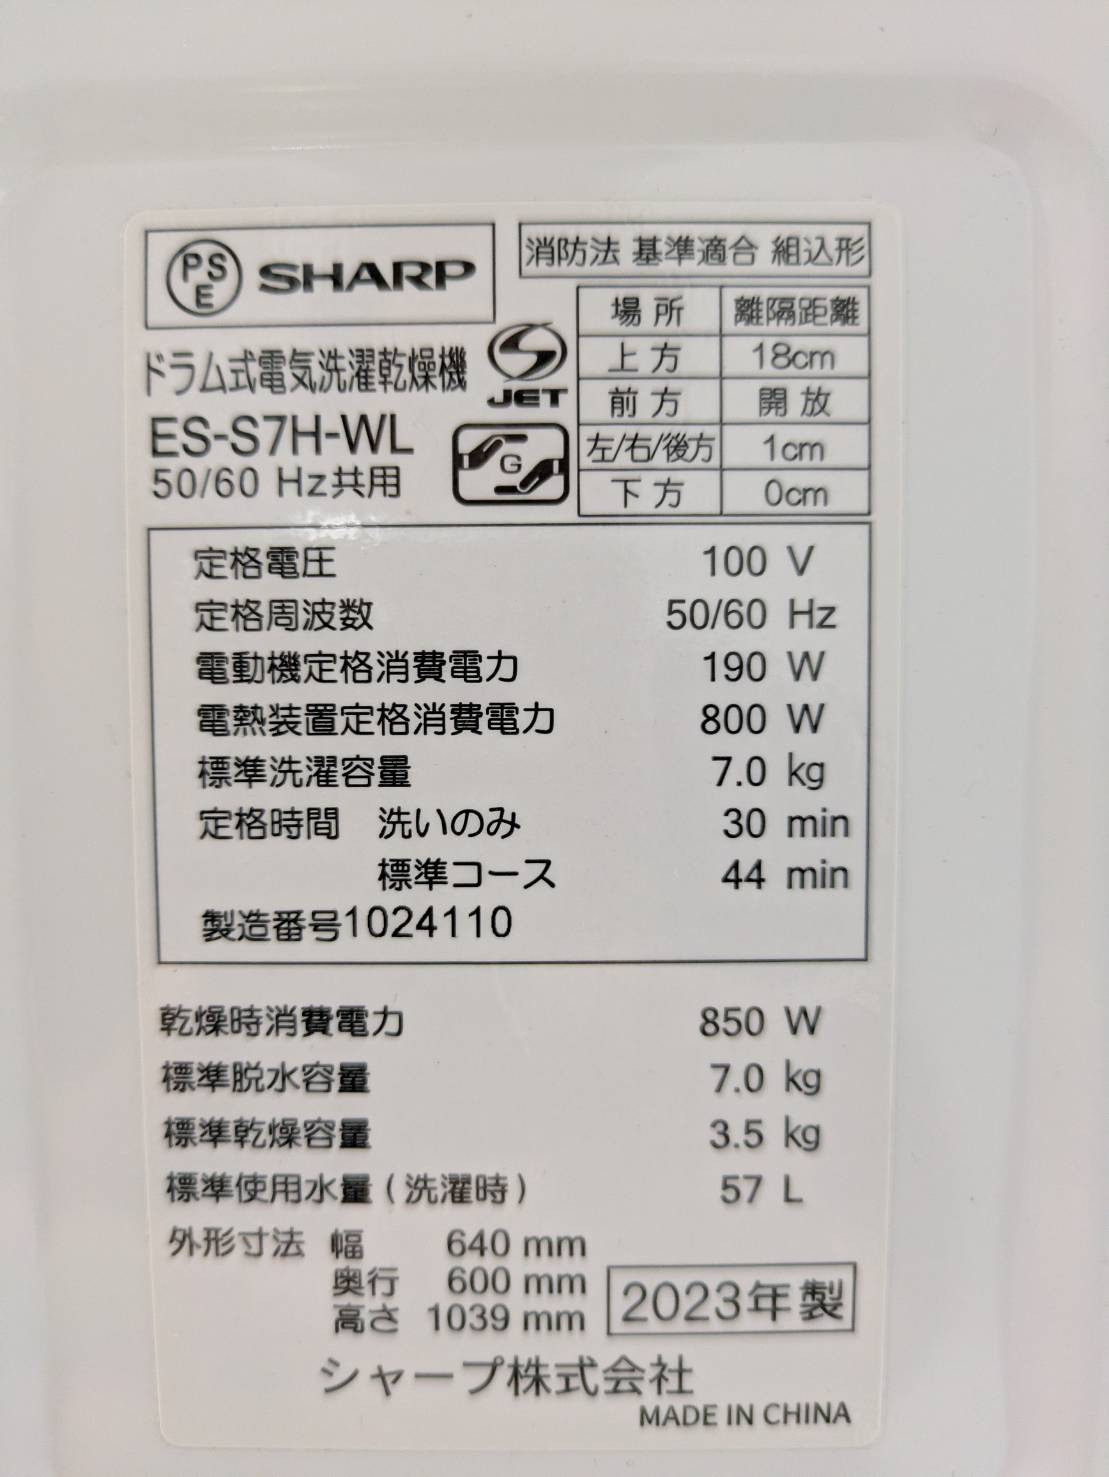 PSE SHARP
消防法 基準適合 組込形
場所 離隔距離
上方 18cm
前方 開放
左/右/後方 1cm
下方 0cm
ドラム式電気洗濯乾燥機
JET
ES-S7H-WL
G
50/60 Hz共用
定格電圧 100 V
定格周波数 50/60 Hz
電動機定格消費電力 190 W
電熱装置定格消費電力 800 W
標準洗濯容量 7.0 kg
定格時間 洗いのみ 30 min
標準コース 44 min
製造番号1024110
乾燥時消費電力 850 W
標準脱水容量 7.0 kg
標準乾燥容量 3.5 kg
標準使用水量(洗濯時) 57 L
外形寸法 幅 640 mm
奥行 600 mm
高さ 1039 mm
2023年製
シャープ株式会社
MADE IN CHINA